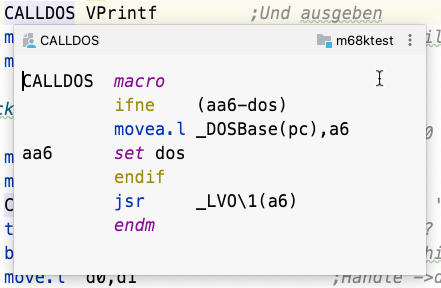 CALLDOS VPrintf ;Und ausgeben
CALLDOS m68ktest
CALLDOS macro
ifne (aa6-dos)
movea.l _DOSBase(pc),a6
aa6 set dos
endif
jsr _LVO\1(a6)
endm
move.l d0,d1 ;Handle ->d